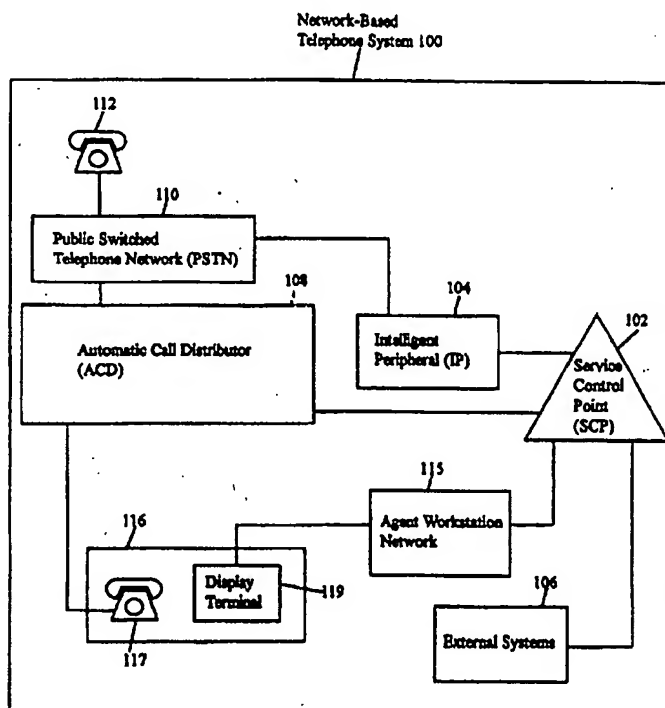 Network-Based
Telephone System 100
112
110
Public Switched
Telephone Network (PSTN)
108
Automatic Call Distributor
(ACD)
104
Intelligent
Peripheral (IP)
102
Service
Control
Point
(SCP)
115
Agent Workstation
Network
116
Display
Terminal
119
117
106
External Systems